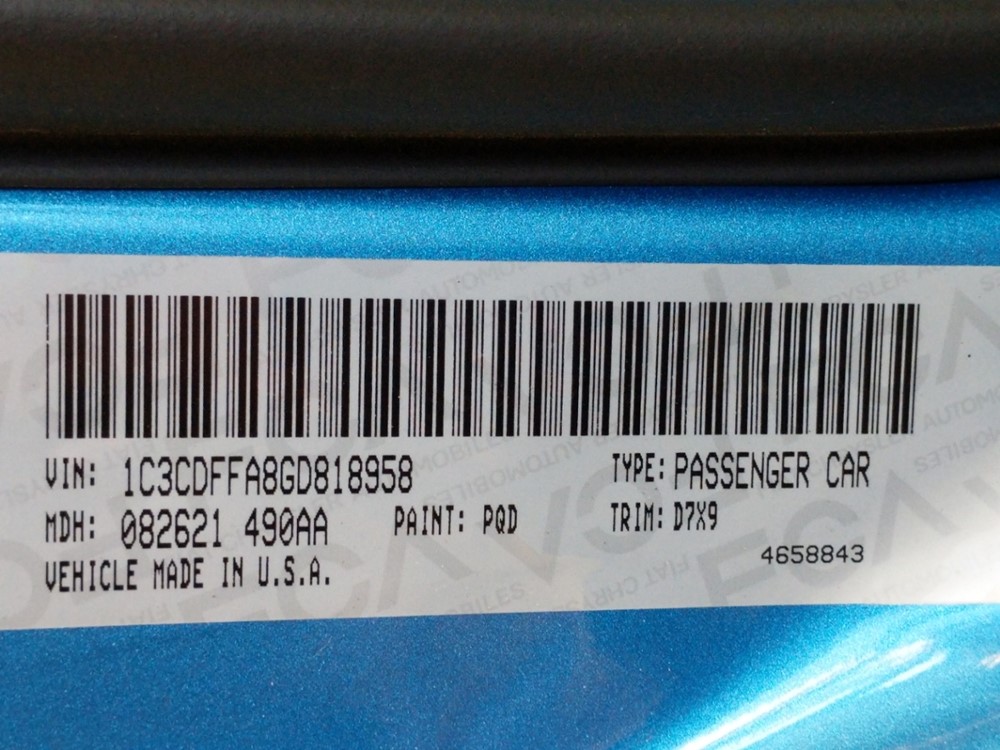 VIN: 1C3CDFFA8GD818958 TYPE: PASSENGER CAR
MDH: 082621 490AA PAINT: PQD TRIM: D7X9
4658843
VEHICLE MADE IN U.S.A.